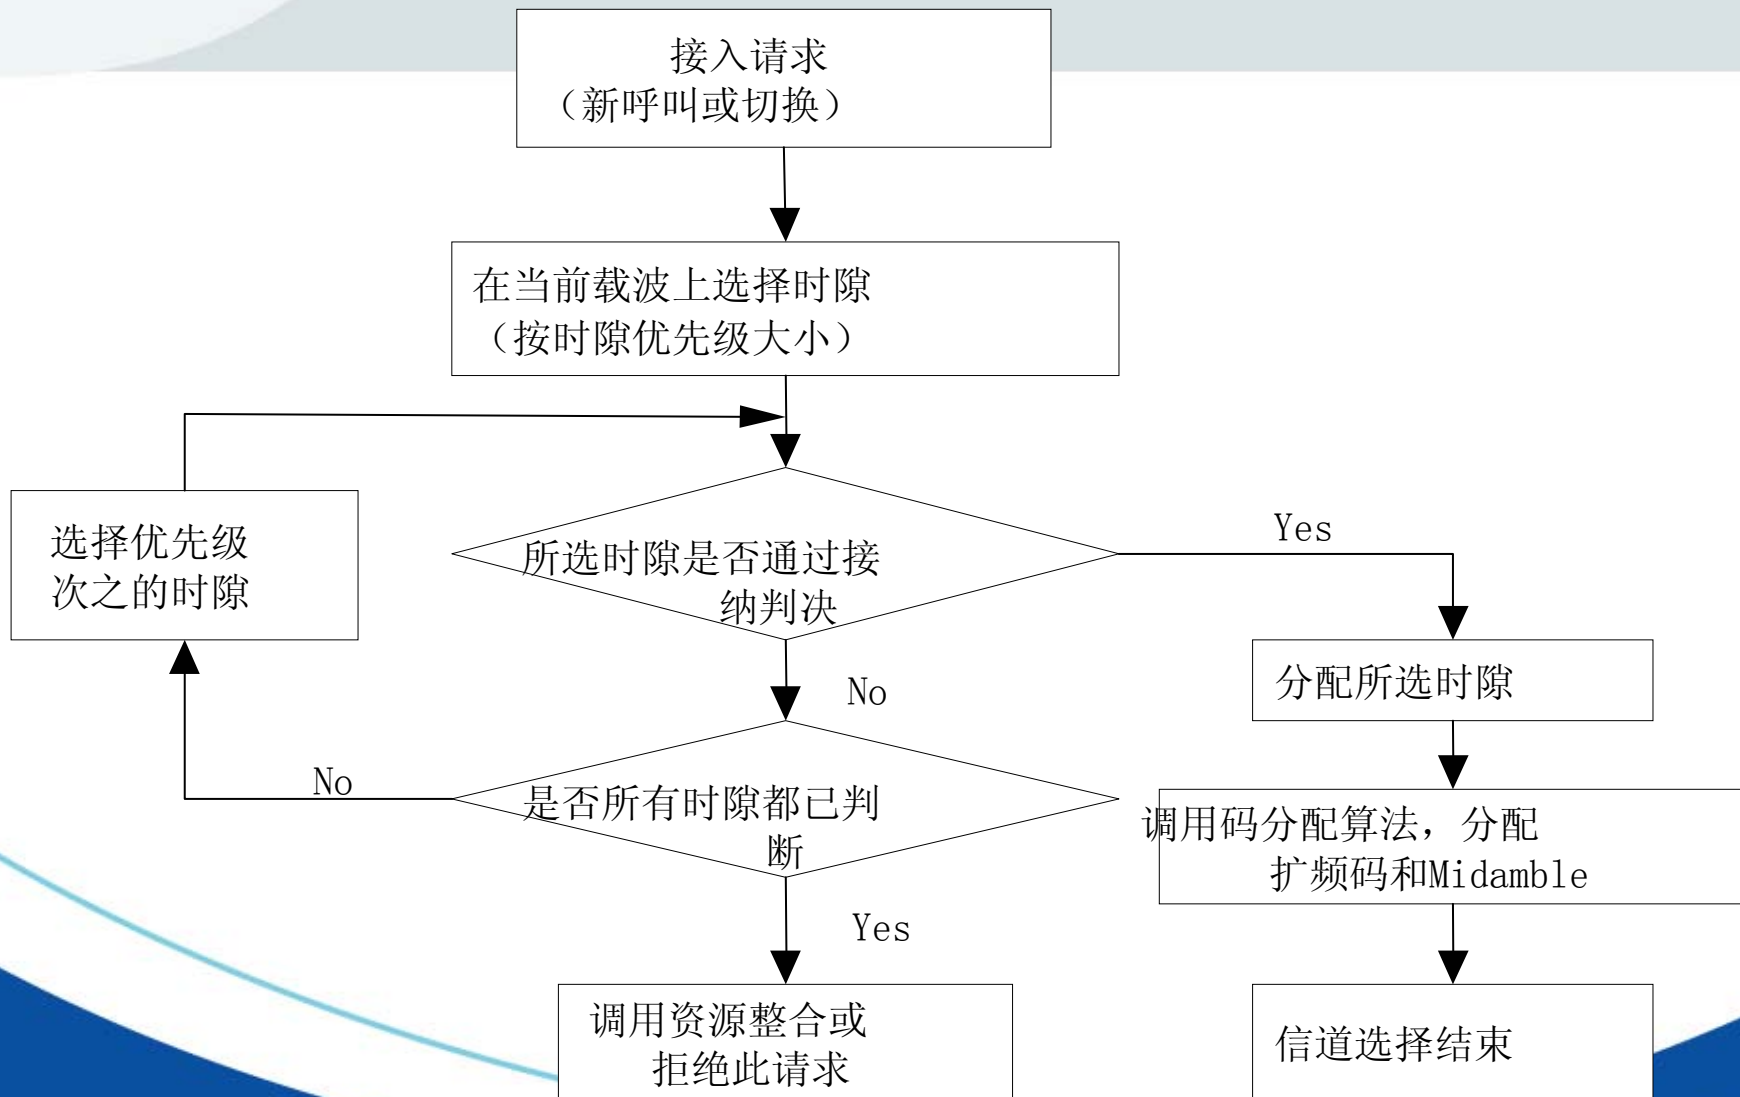 接入请求
（新呼叫或切换）
在当前载波上选择时隙
（按时隙优先级大小）
选择优先级
次之的时隙
所选时隙是否通过接
纳判决
Yes
No
分配所选时隙
No
是否所有时隙都已判
断
调用码分配算法，分配
扩频码和Midamble
Yes
调用资源整合或
拒绝此请求
信道选择结束